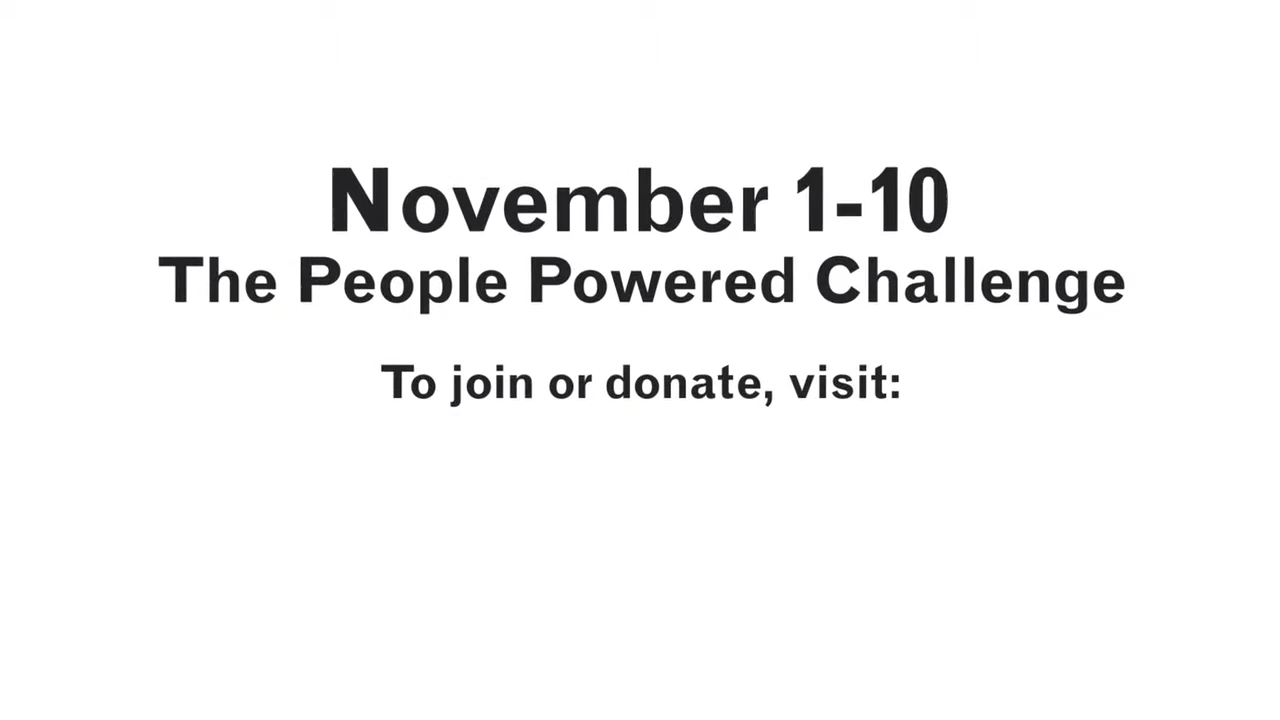 November 1-10
The People Powered Challenge
To join or donate, visit: